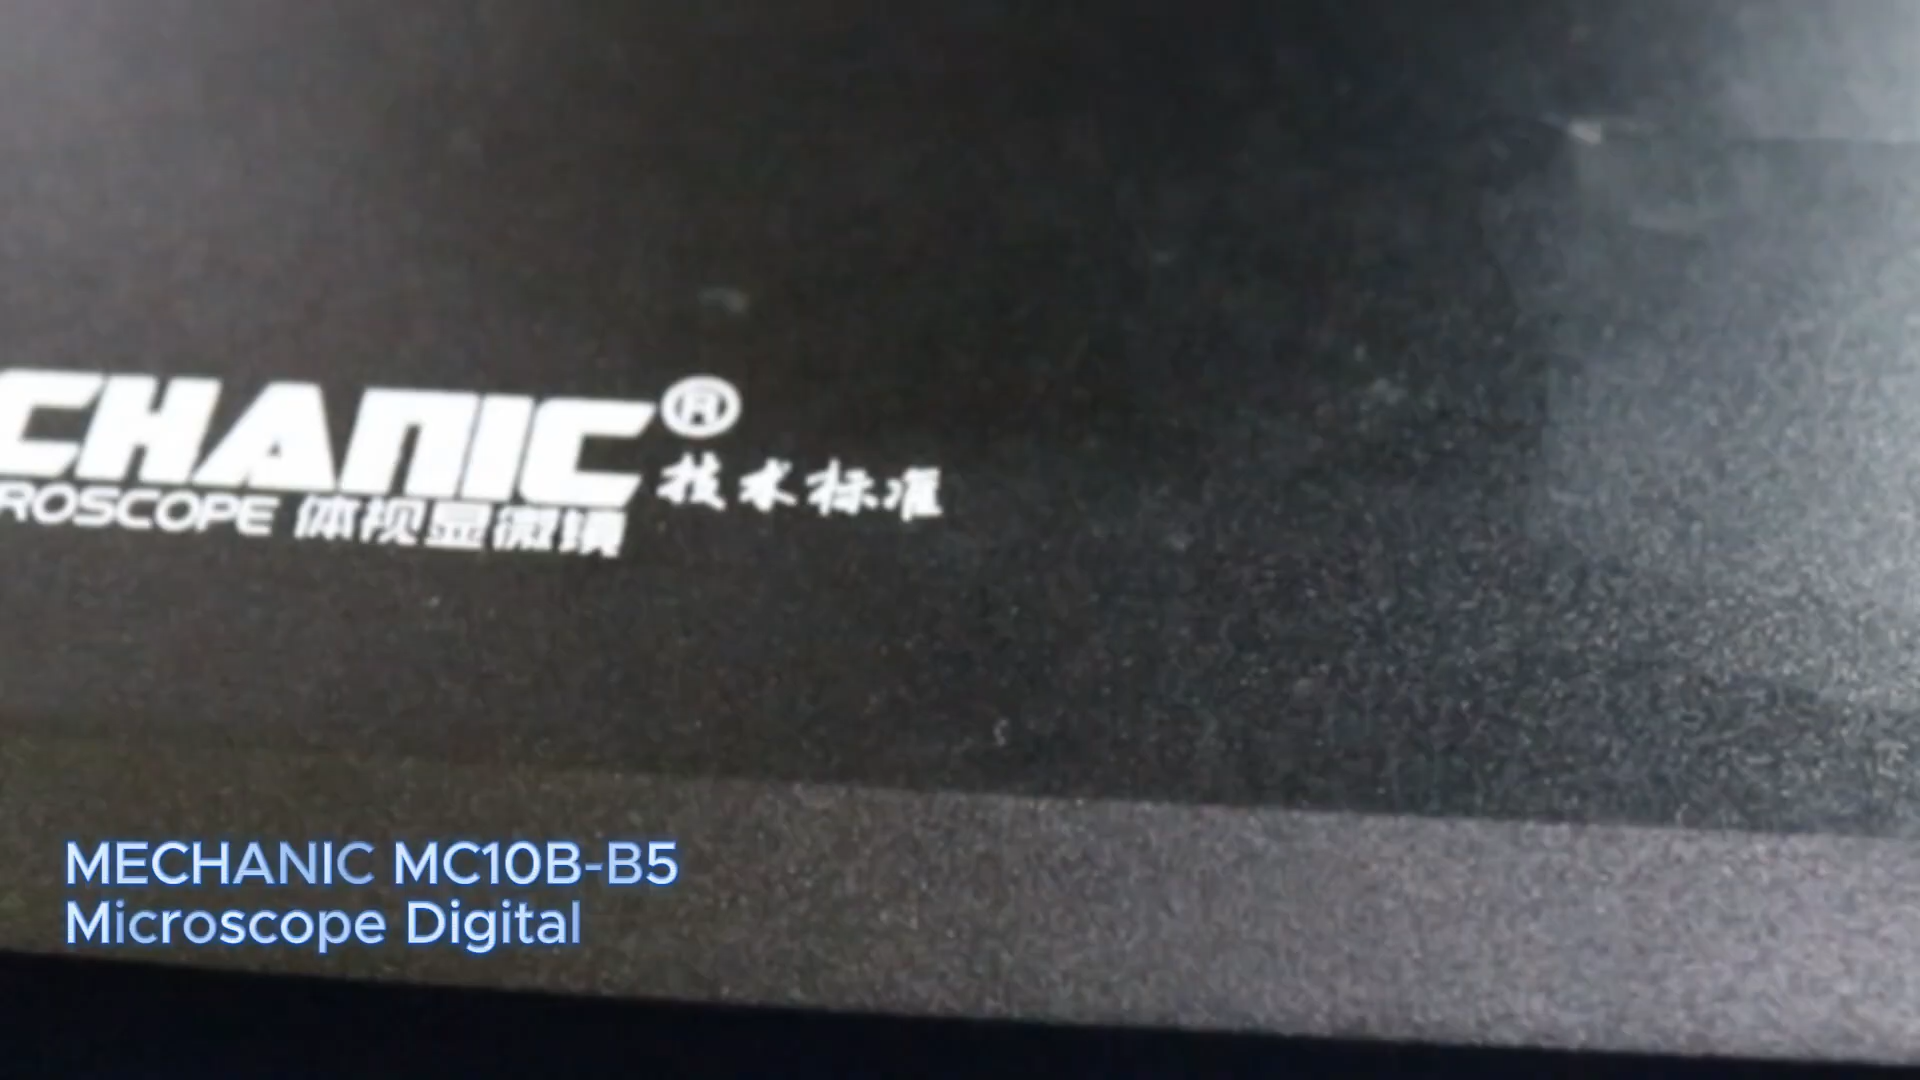 CHANIC®
技术标准
ROSCOPE 体视显微镜
MECHANIC MC10B-B5
Microscope Digital